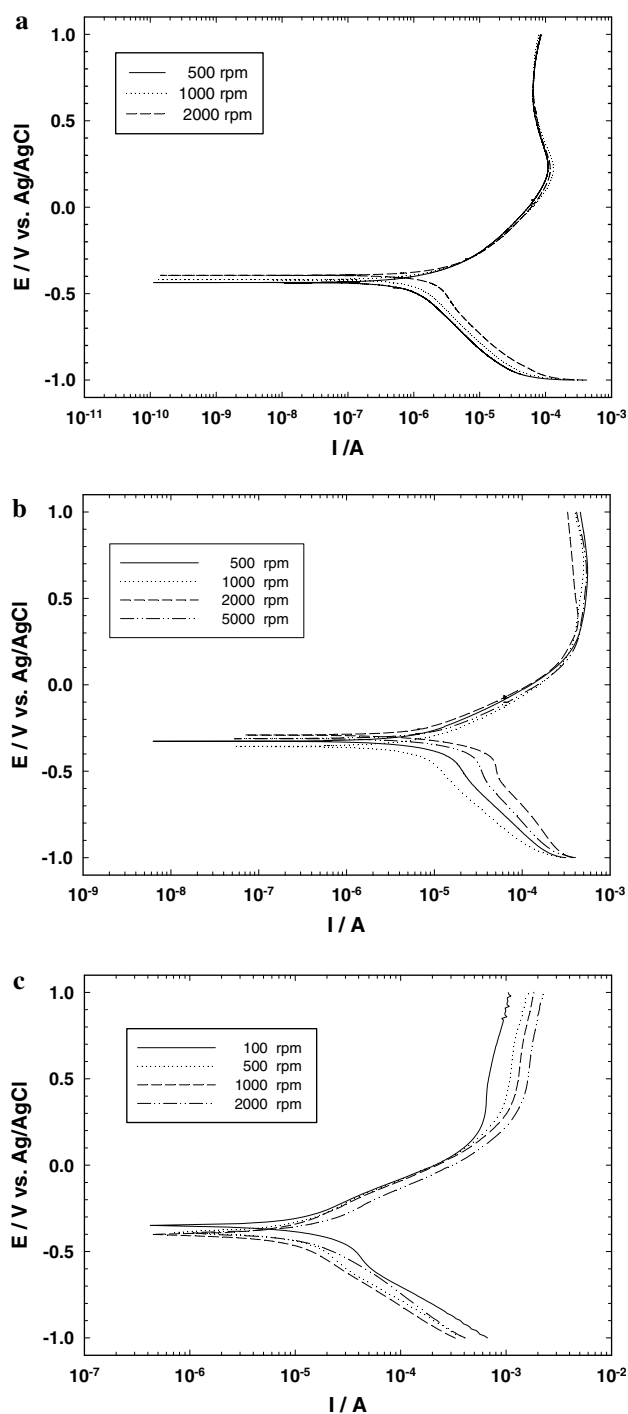 a
500 rpm
1000 rpm
2000 rpm
E / V vs. Ag/AgCl
1.0
0.5
0.0
-0.5
-1.0
10-11 10-10 10-9 10-8 10-7 10-6 10-5 10-4 10-3
I /A
b
500 rpm
1000 rpm
2000 rpm
5000 rpm
E / V vs. Ag/AgCl
1.0
0.5
0.0
-0.5
-1.0
10-9 10-8 10-7 10-6 10-5 10-4 10-3
I / A
c
100 rpm
500 rpm
1000 rpm
2000 rpm
E / V vs. Ag/AgCl
1.0
0.5
0.0
-0.5
-1.0
10-7 10-6 10-5 10-4 10-3 10-2
I / A